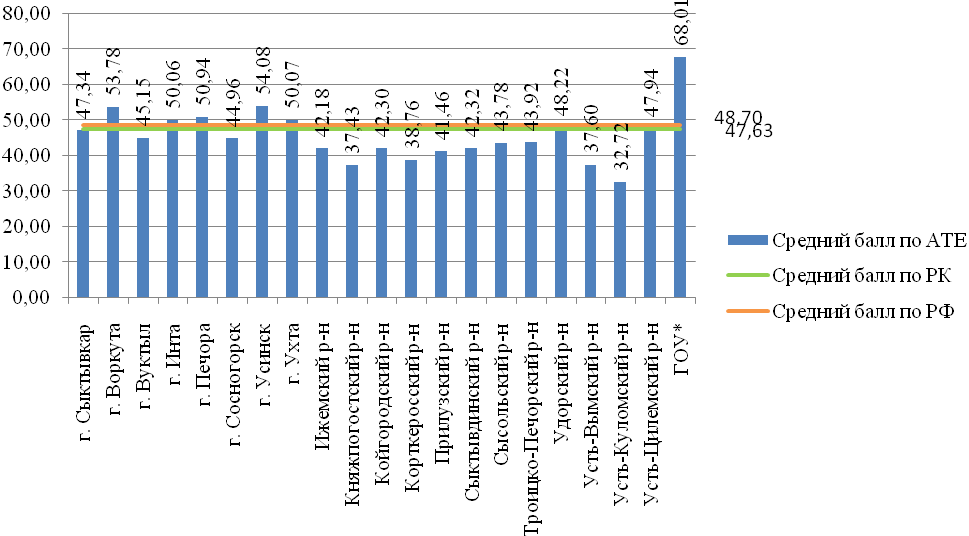 80,00
70,00
60,00
50,00
40,00
30,00
20,00
10,00
0,00
47,34
53,78
45,15
50,06
50,94
44,96
54,08
50,07
42,18
37,43
42,30
38,76
41,46
42,32
43,78
43,92
48,22
37,60
32,72
47,94
68,01
48,70
47,63
г. Сыктывкар
г. Воркута
г. Вуктыл
г. Инта
г. Печора
г. Сосногорск
г. Усинск
г. Ухта
Ижемский р-н
Княжпогостский р-н
Койгородский р-н
Корткеросский р-н
Прилузский р-н
Сыктывдинский р-н
Сысольский р-н
Троицко-Печорский р-н
Удорский р-н
Усть-Вымский р-н
Усть-Куломский р-н
Усть-Цилемский р-н
ГОУ*
Средний балл по АТЕ
Средний балл по РК
Средний балл по РФ